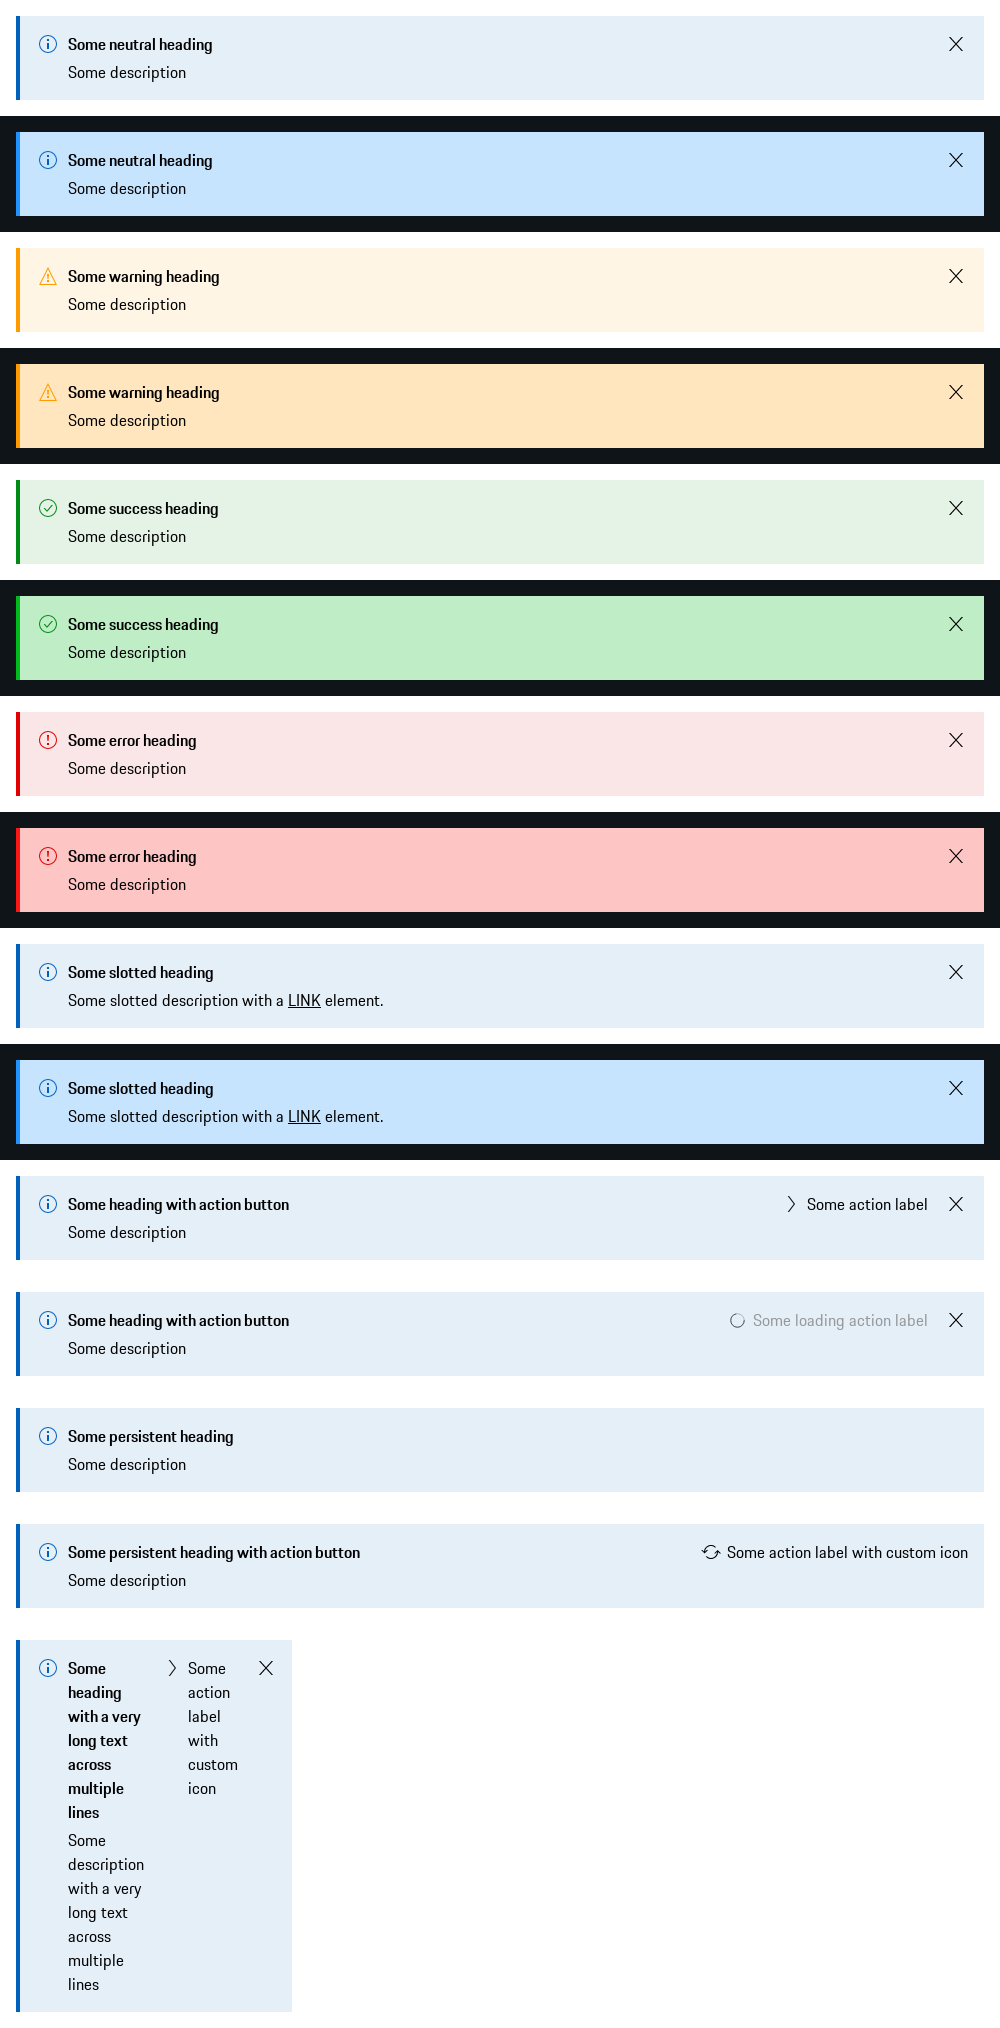 Some neutral heading
Some description
Some neutral heading
Some description
Some warning heading
Some description
Some warning heading
Some description
Some success heading
Some description
Some success heading
Some description
Some error heading
Some description
Some error heading
Some description
Some slotted heading
Some slotted description with a LINK element.
Some slotted heading
Some slotted description with a LINK element.
Some heading with action button
Some action label
Some description
Some heading with action button
Some loading action label
Some description
Some persistent heading
Some description
Some persistent heading with action button
Some action label with custom icon
Some description
Some
heading
with a very
long text
across
multiple
lines
Some
description
with a very
long text
across
multiple
lines
Some
action
label
with
custom
icon